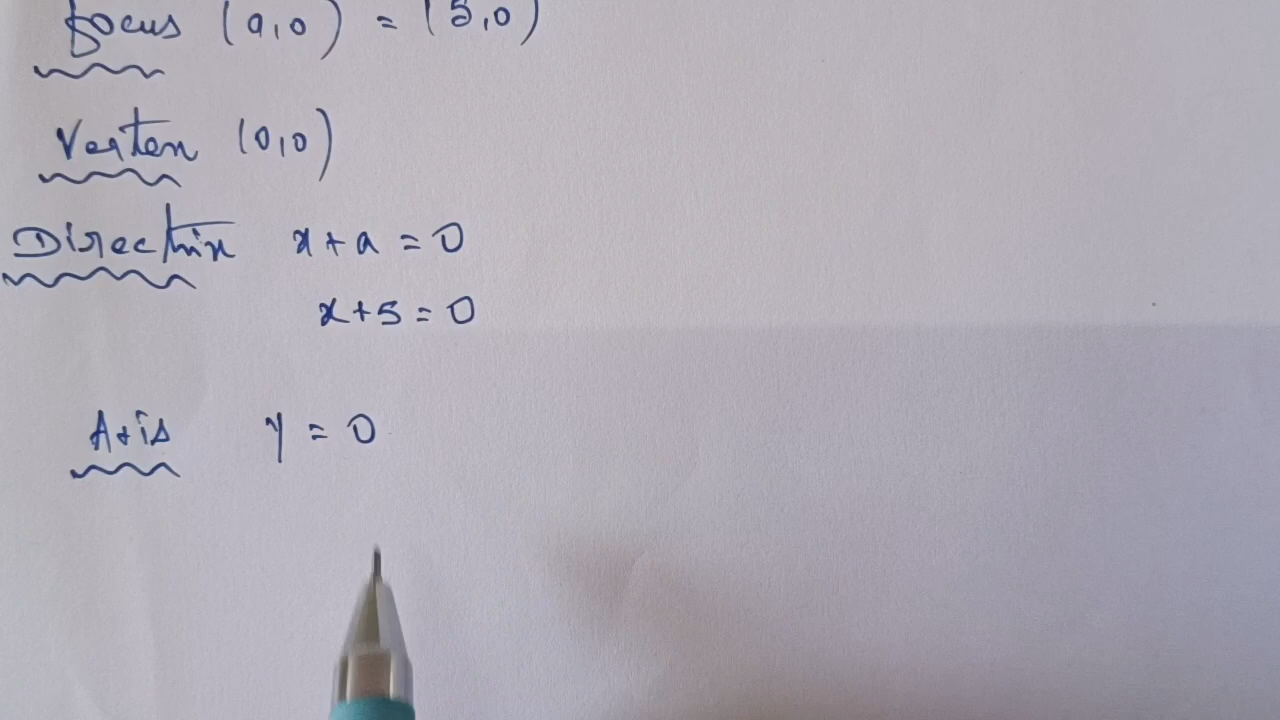 focus (a,0) = (5,0)
Vertex (0,0)
Directrix x+a=0
x+5=0
Axis y=0